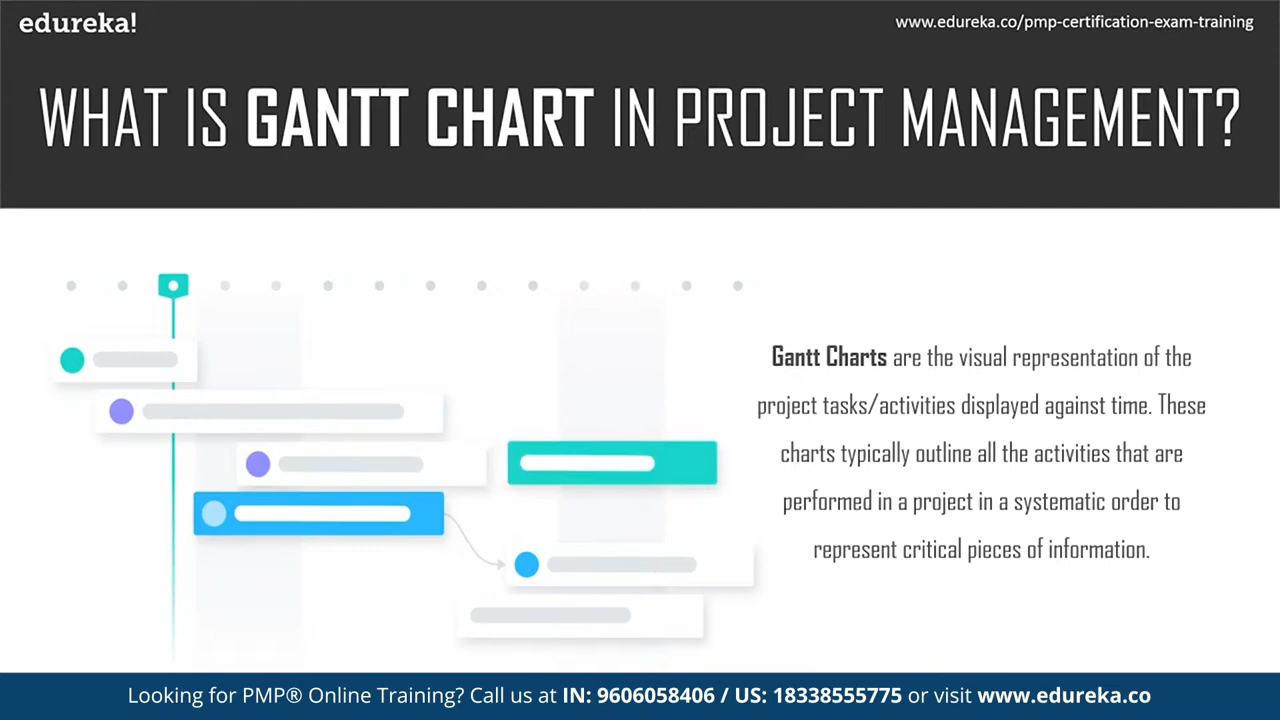 edureka!
www.edureka.co/pmp-certification-exam-training
WHAT IS GANTT CHART IN PROJECT MANAGEMENT?
Gantt Charts are the visual representation of the
project tasks/activities displayed against time. These
charts typically outline all the activities that are
performed in a project in a systematic order to
represent critical pieces of information.
Looking for PMP® Online Training? Call us at IN: 9606058406 / US: 18338555775 or visit www.edureka.co